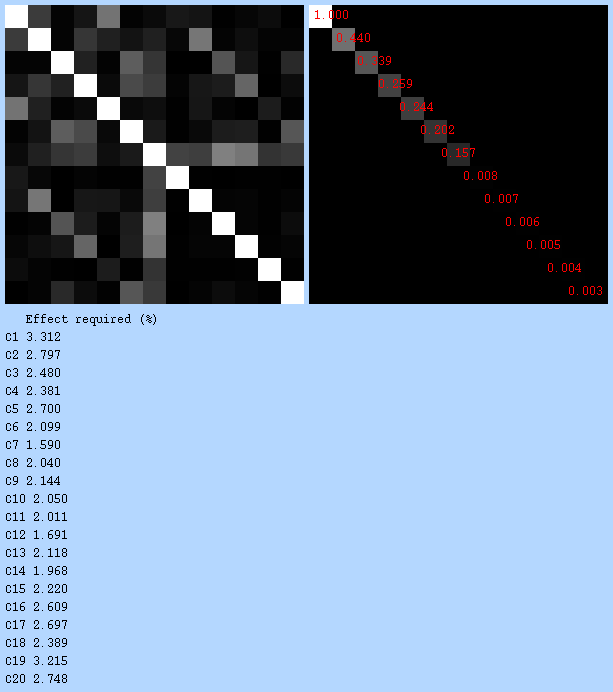 1.000
0.440
0.339
0.259
0.244
0.202
0.157
0.008
0.007
0.006
0.005
0.004
0.003
Effect required (%)
C1 3.312
C2 2.797
C3 2.480
C4 2.381
C5 2.700
C6 2.099
C7 1.590
C8 2.040
C9 2.144
C10 2.050
C11 2.011
C12 1.691
C13 2.118
C14 1.968
C15 2.220
C16 2.609
C17 2.697
C18 2.389
C19 3.215
C20 2.748